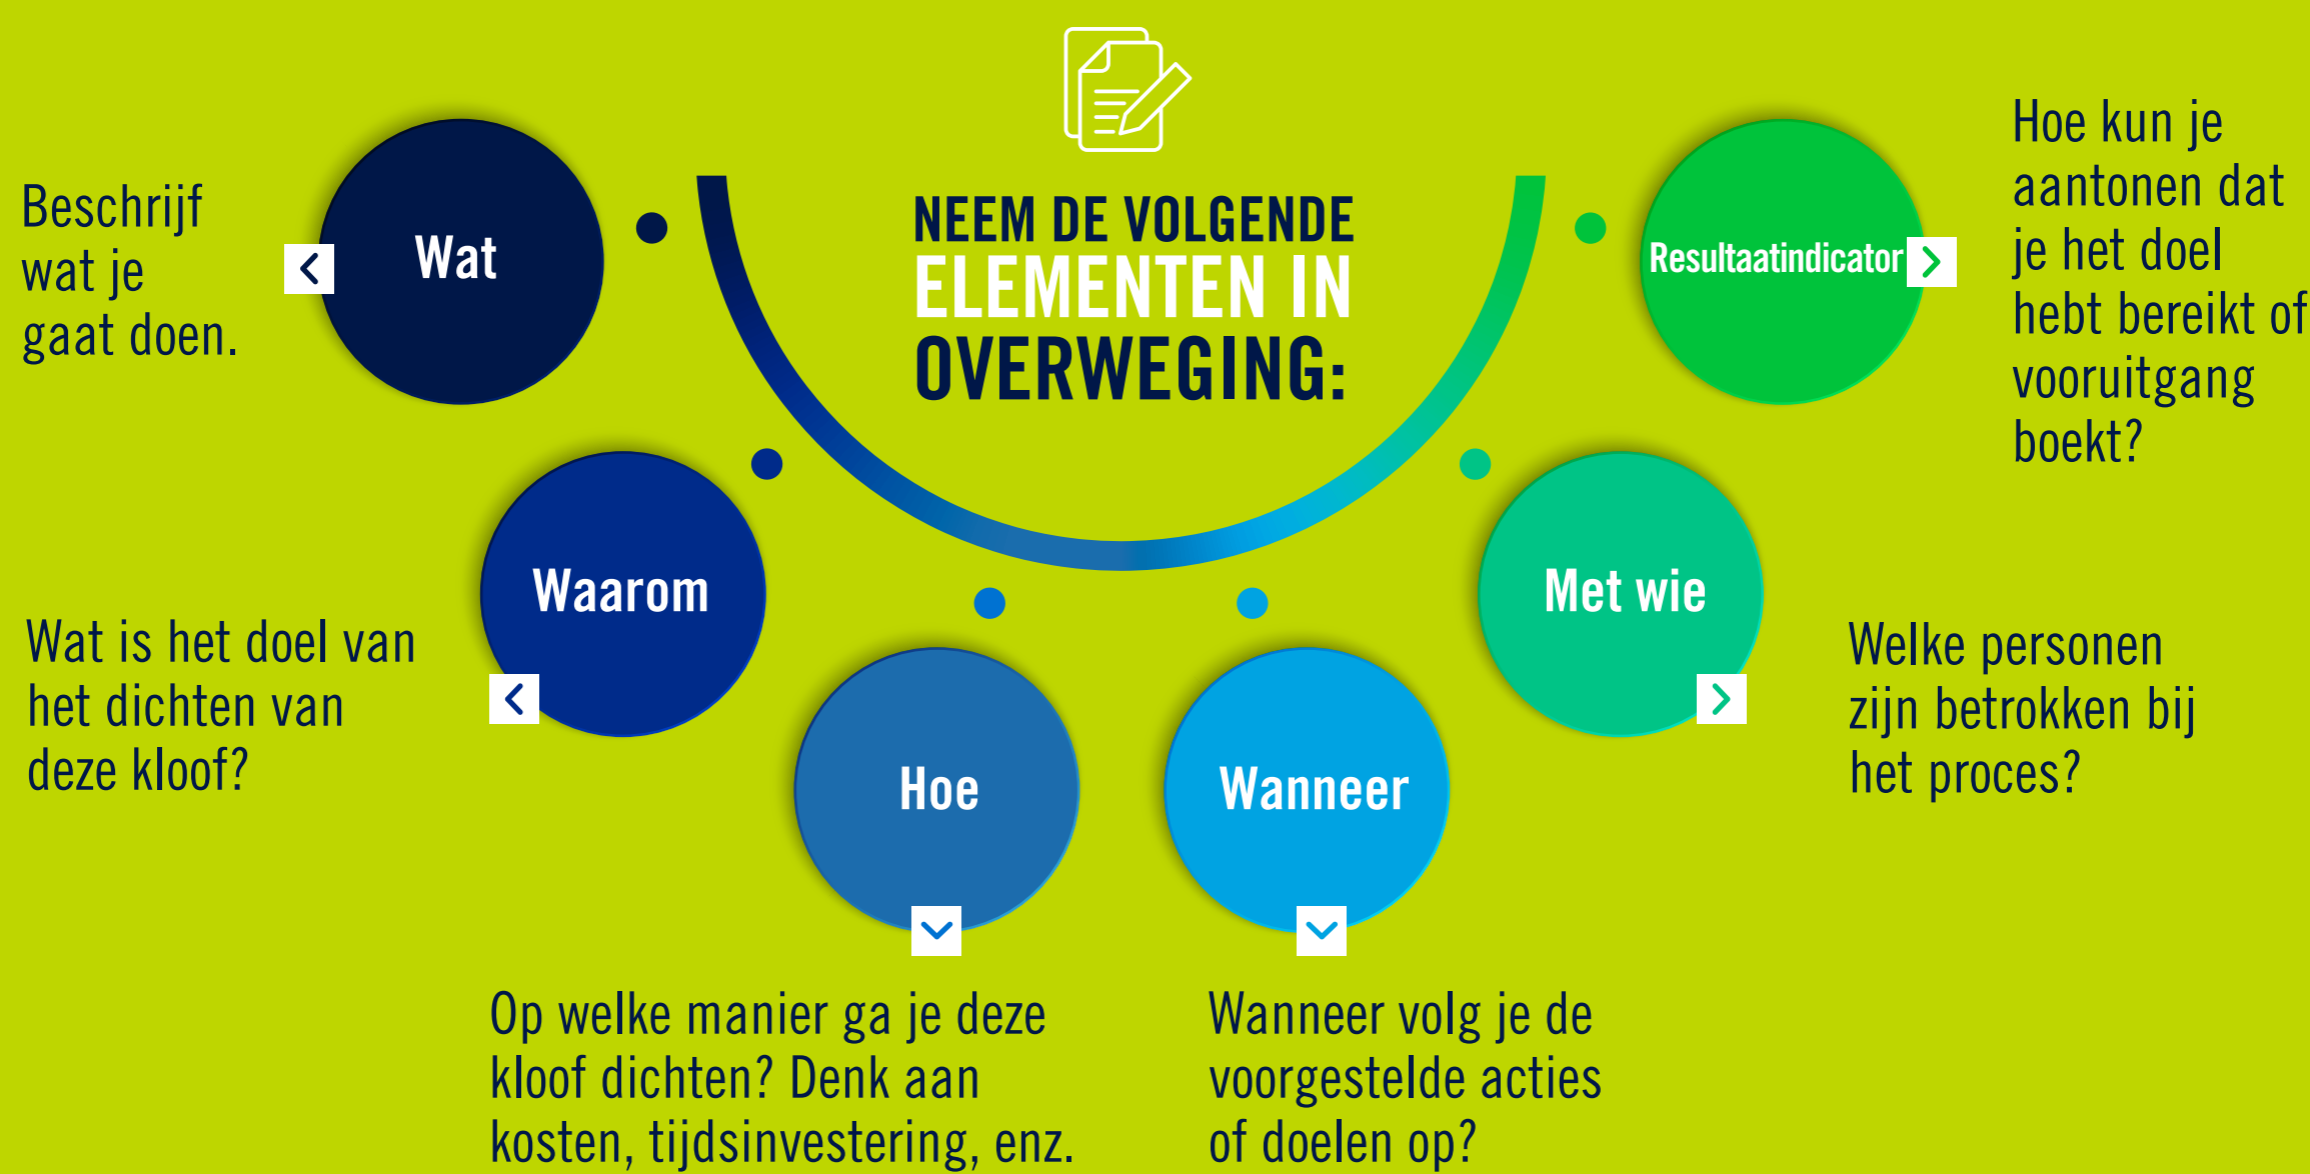 NEEM DE VOLGENDE
ELEMENTEN IN
OVERWEGING:
Wat
Beschrijf
wat je
gaat doen.
Waarom
Wat is het doel van
het dichten van
deze kloof?
Hoe
Op welke manier ga je deze
kloof dichten? Denk aan
kosten, tijdsinvestering, enz.
Wanneer
Wanneer volg je de
voorgestelde acties
of doelen op?
Met wie
Welke personen
zijn betrokken bij
het proces?
Resultaatindicator
Hoe kun je
aantonen dat
je het doel
hebt bereikt of
vooruitgang
boekt?